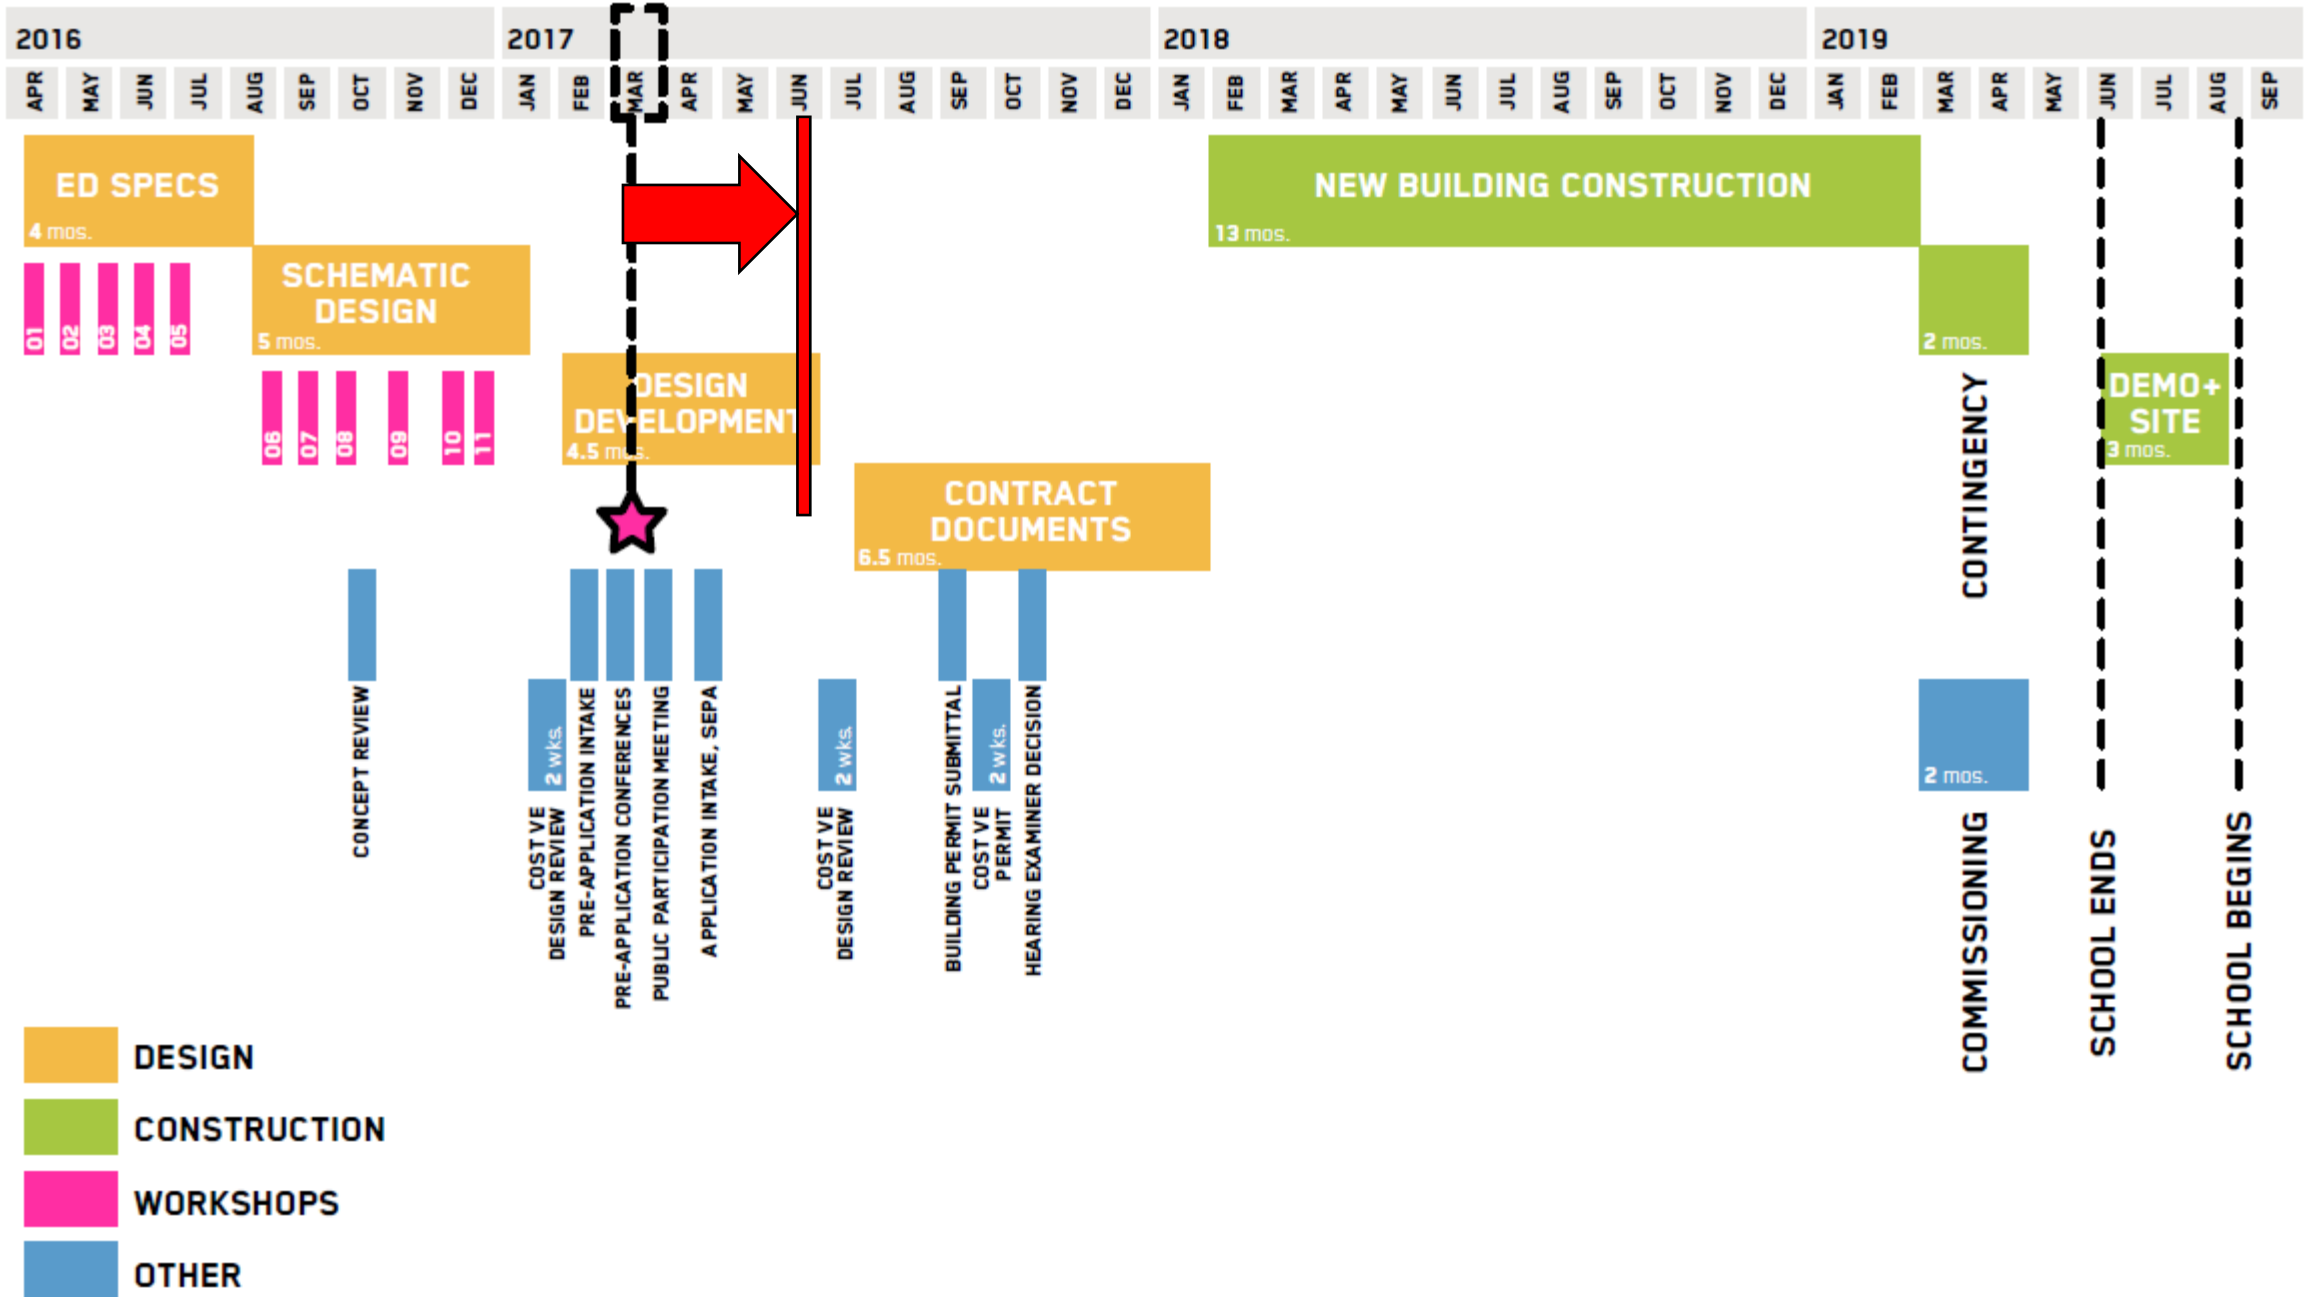 2016
2017
2018
2019
APR
MAY
JUN
JUL
AUG
SEP
OCT
NOV
DEC
JAN
FEB
MAR
APR
MAY
JUN
JUL
AUG
SEP
OCT
NOV
DEC
JAN
FEB
MAR
APR
MAY
JUN
JUL
AUG
SEP
OCT
NOV
DEC
JAN
FEB
MAR
APR
MAY
JUN
JUL
AUG
SEP
ED SPECS
4 mos.
NEW BUILDING CONSTRUCTION
13 mos.
01
02
03
04
05
SCHEMATIC
DESIGN
5 mos.
2 mos.
CONTINGENCY
06
07
08
09
10
11
DESIGN
DEVELOPMENT
4.5 mos.
DEMO+
SITE
3 mos.
CONTRACT
DOCUMENTS
6.5 mos.
CONCEPT REVIEW
2 wks.
COST VE
DESIGN REVIEW
PRE-APPLICATION INTAKE
PRE-APPLICATION CONFERENCES
PUBLIC PARTICIPATION MEETING
APPLICATION INTAKE, SEPA
2 wks.
COST VE
DESIGN REVIEW
BUILDING PERMIT SUBMITTAL
2 wks.
COST VE
PERMIT
HEARING EXAMINER DECISION
2 mos.
COMMISSIONING
SCHOOL ENDS
SCHOOL BEGINS
DESIGN
CONSTRUCTION
WORKSHOPS
OTHER